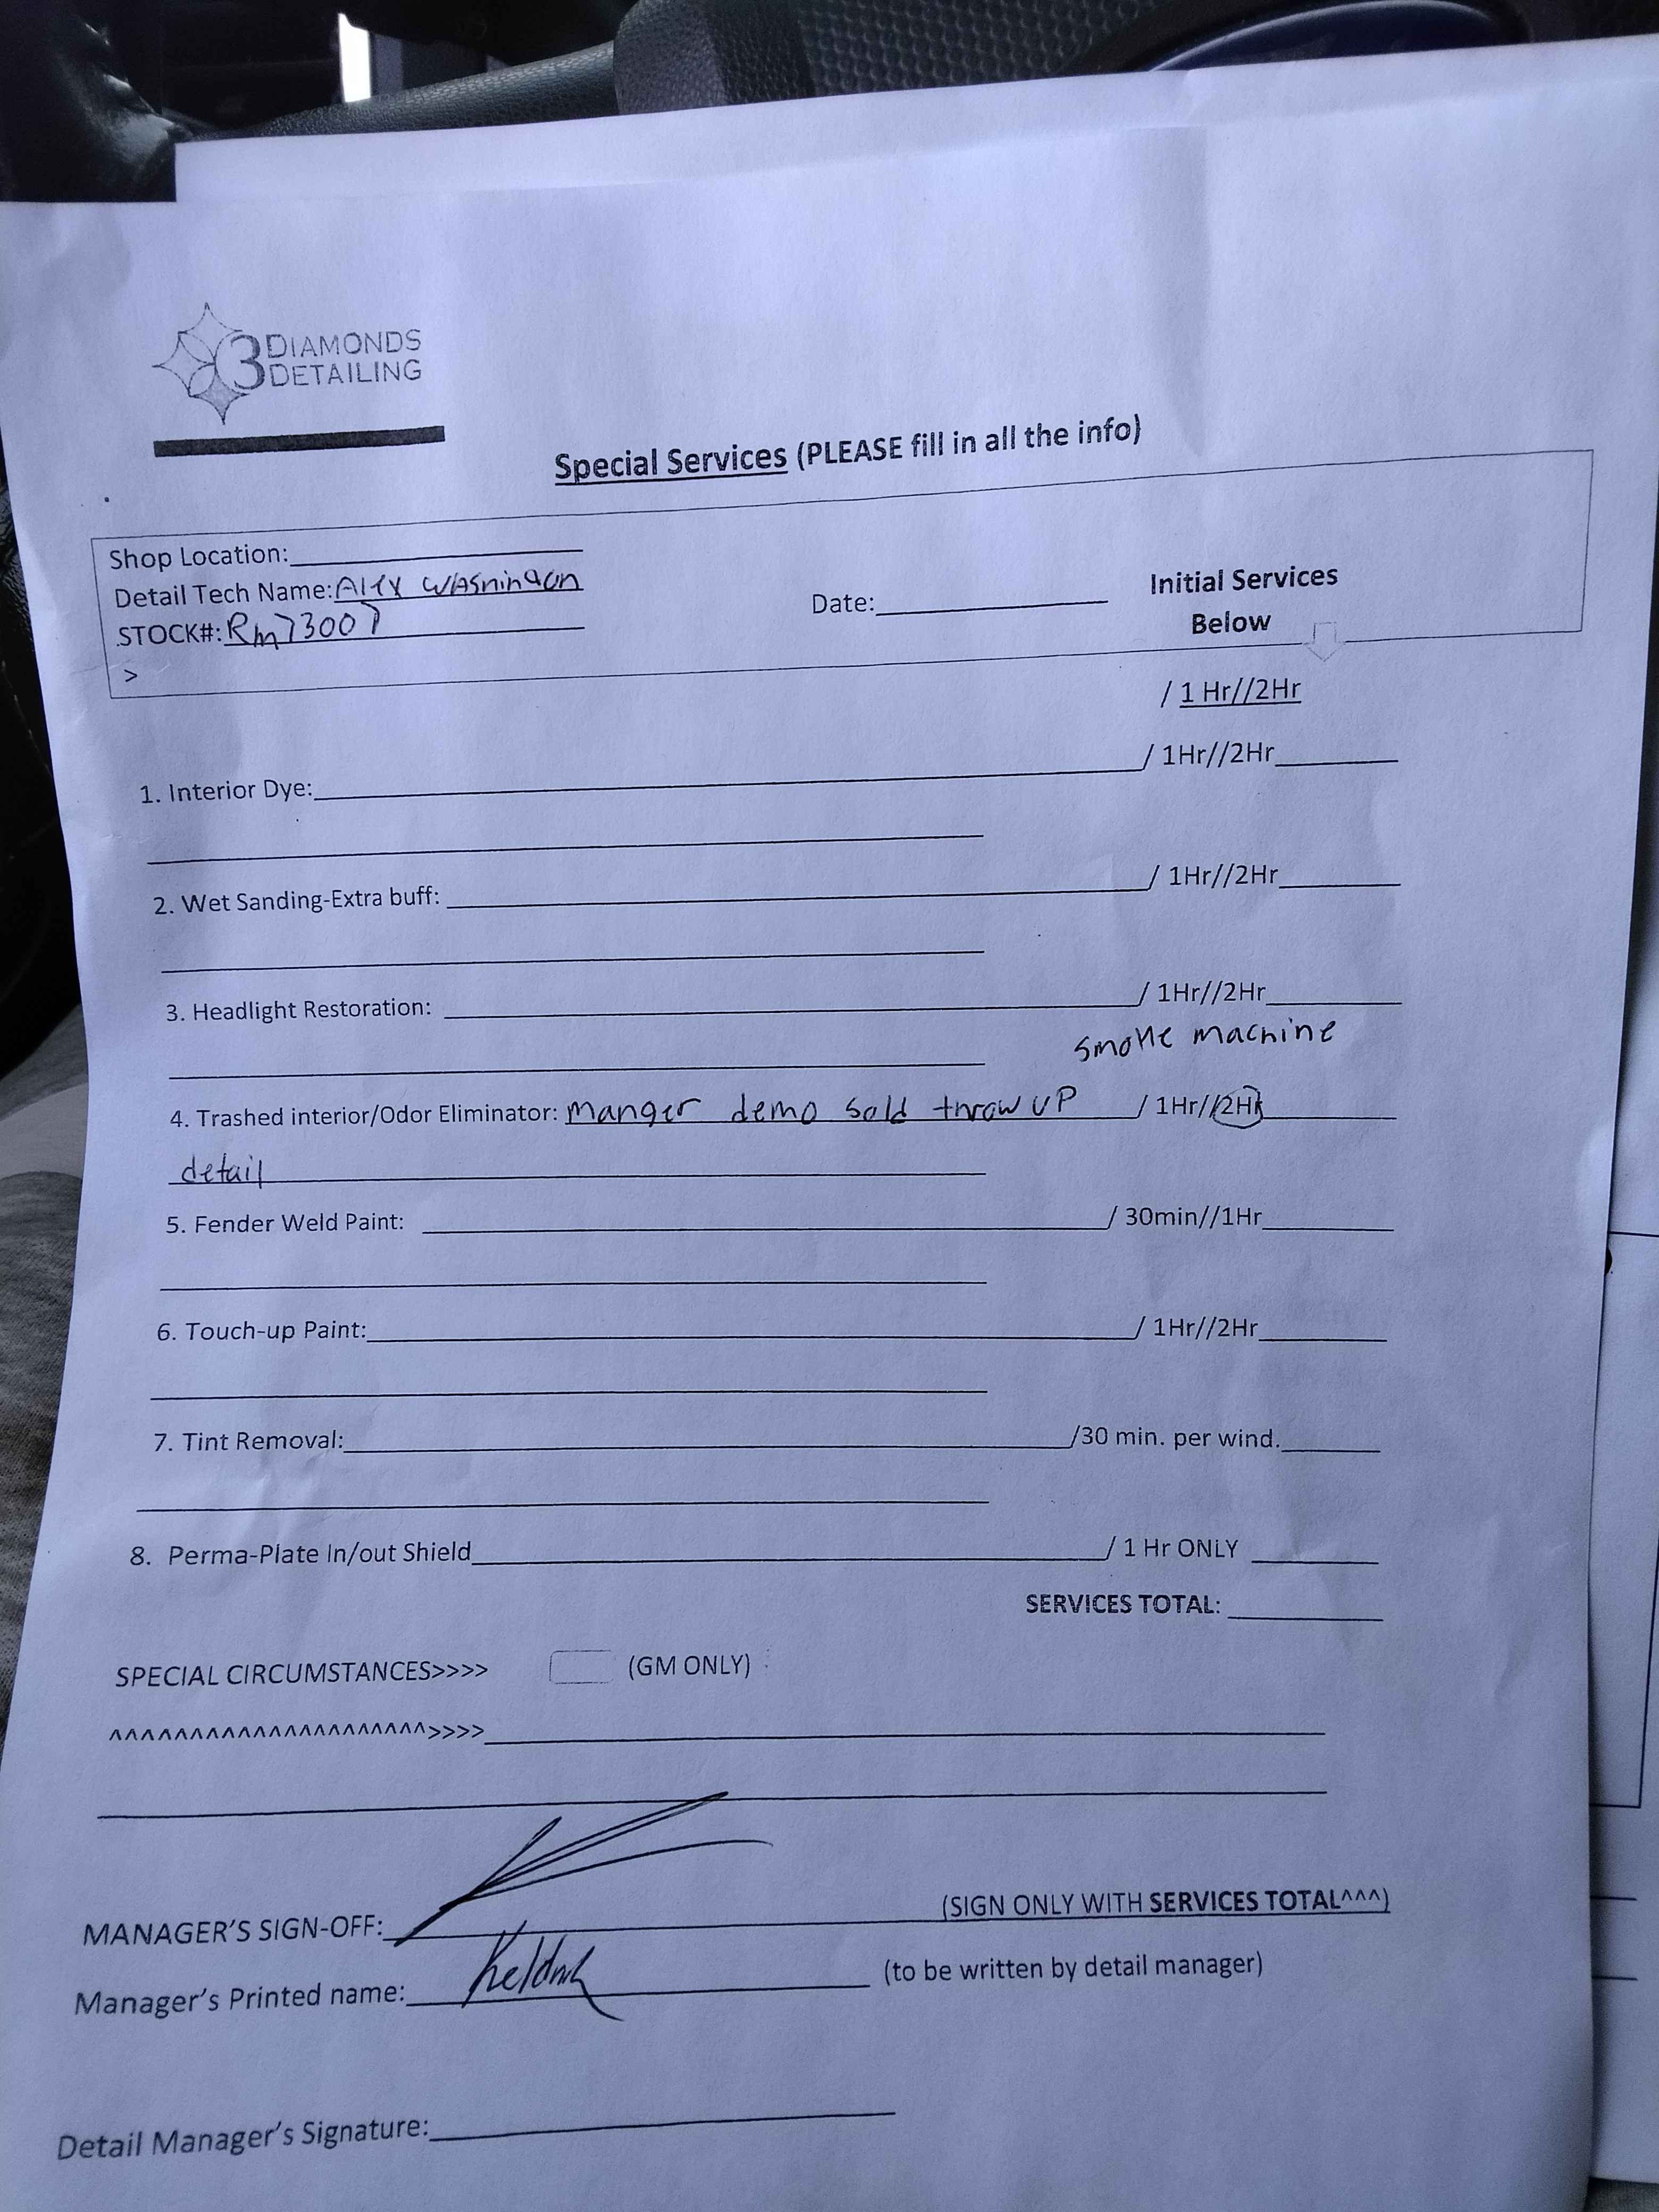 3 DIAMONDS
DETAILING
Special Services (PLEASE fill in all the info)
Shop Location:
Detail Tech Name: Alex Wasningon
STOCK#: Rm73007
Date:
Initial Services
Below
>
/ 1 Hr//2Hr
1. Interior Dye: / 1Hr//2Hr
2. Wet Sanding-Extra buff: / 1Hr//2Hr
3. Headlight Restoration: / 1Hr//2Hr
smoke machine
4. Trashed interior/Odor Eliminator: manger demo sold throw up / 1Hr//2Hr
detail
5. Fender Weld Paint: / 30min//1Hr
6. Touch-up Paint: / 1Hr//2Hr
7. Tint Removal: /30 min. per wind.
8. Perma-Plate In/out Shield / 1 Hr ONLY
SERVICES TOTAL:
SPECIAL CIRCUMSTANCES>>>> (GM ONLY)
^^^^^^^^^^^^^^^^^^^^^>>>>
MANAGER'S SIGN-OFF: (SIGN ONLY WITH SERVICES TOTAL^^^)
Manager's Printed name: (to be written by detail manager)
Detail Manager's Signature: